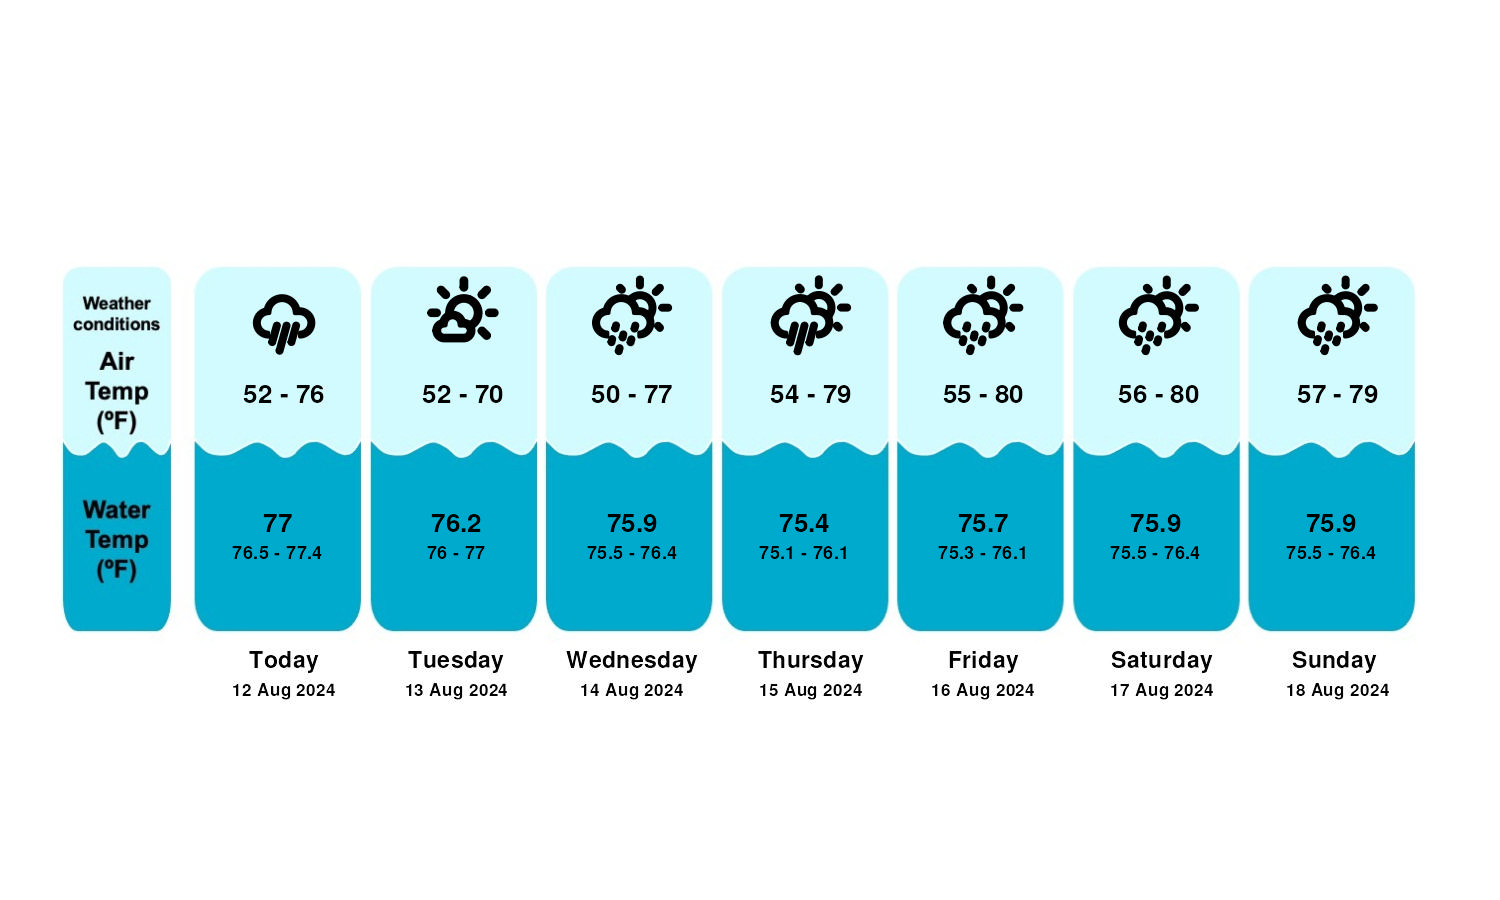 Weather
conditions
Air
Temp
(ºF)
Water
Temp
(ºF)
52 - 76
77
76.5 - 77.4
Today
12 Aug 2024
52 - 70
76.2
76 - 77
Tuesday
13 Aug 2024
50 - 77
75.9
75.5 - 76.4
Wednesday
14 Aug 2024
54 - 79
75.4
75.1 - 76.1
Thursday
15 Aug 2024
55 - 80
75.7
75.3 - 76.1
Friday
16 Aug 2024
56 - 80
75.9
75.5 - 76.4
Saturday
17 Aug 2024
57 - 79
75.9
75.5 - 76.4
Sunday
18 Aug 2024